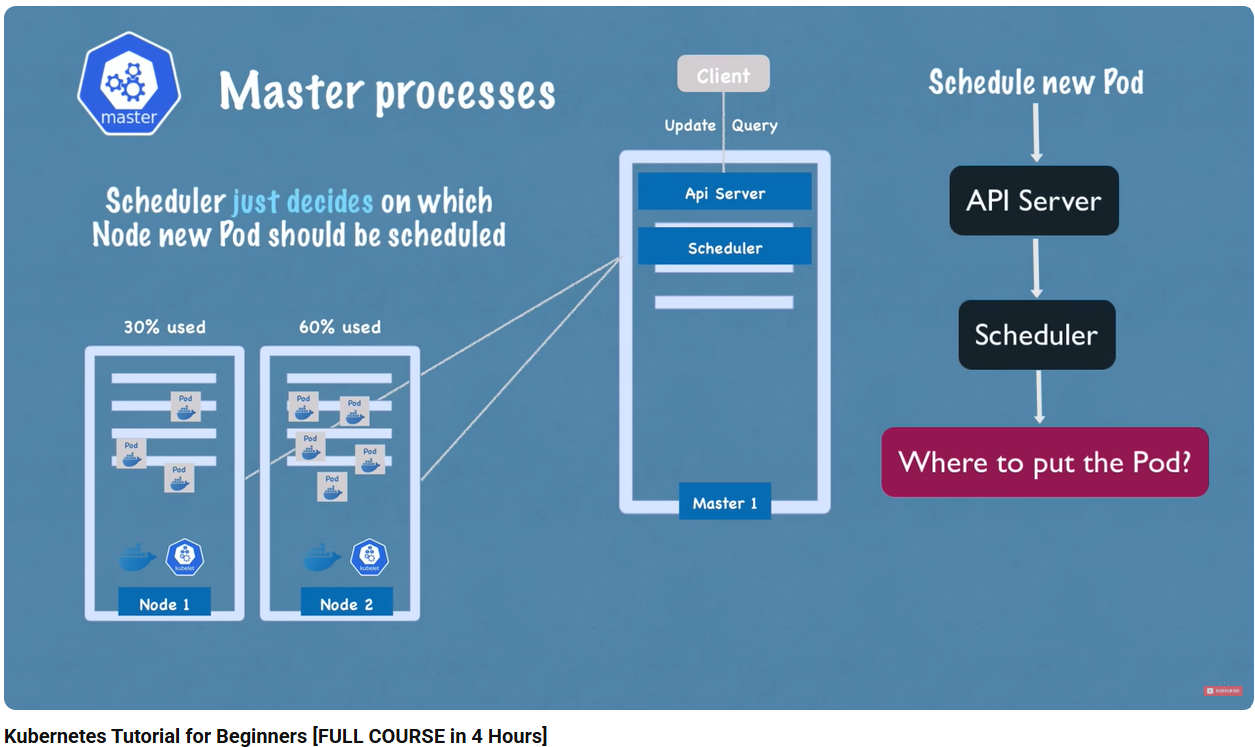 master
Master processes
Scheduler just decides on which
Node new Pod should be scheduled
30% used
60% used
Pod
Pod
Pod
kubelet
Node 1
Pod
Pod
Pod
Pod
Pod
kubelet
Node 2
Client
Update Query
Api Server
Scheduler
Master 1
Schedule new Pod
API Server
Scheduler
Where to put the Pod?
SUBSCRIBE
Kubernetes Tutorial for Beginners [FULL COURSE in 4 Hours]